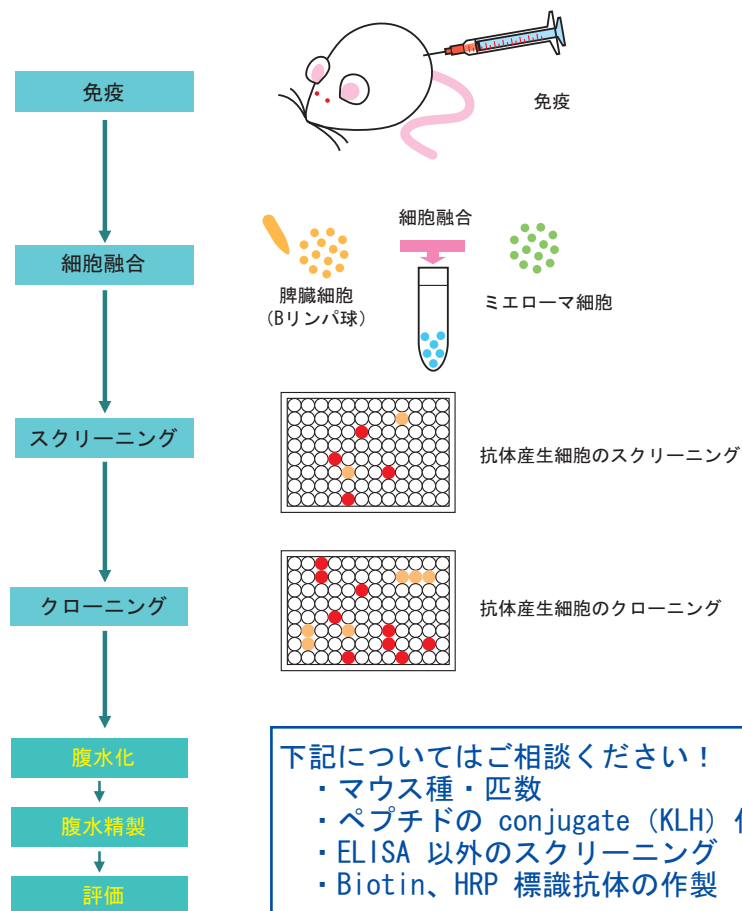 免疫
免疫
細胞融合
細胞融合
脾臓細胞
(Bリンパ球)
ミエローマ細胞
スクリーニング
抗体産生細胞のスクリーニング
クローニング
抗体産生細胞のクローニング
腹水化
腹水精製
評価
下記についてはご相談ください！
・マウス種・匹数
・ペプチドの conjugate（KLH）
・ELISA 以外のスクリーニング
・Biotin、HRP 標識抗体の作製